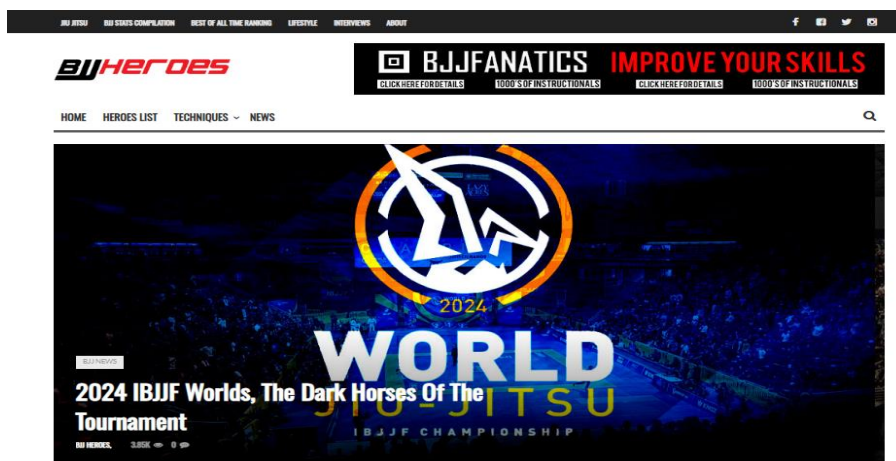 JIU JITSU BJJ STATS COMPILATION BEST OF ALL TIME RANKING LIFESTYLE INTERVIEWS ABOUT
BJJHEROES
BJJFANATICS IMPROVE YOUR SKILLS
CLICK HERE FOR DETAILS 1000'S OF INSTRUCTIONALS CLICK HERE FOR DETAILS 1000'S OF INSTRUCTIONALS
HOME HEROES LIST TECHNIQUES NEWS
2024
WORLD
JIU-JITSU
IBJJF CHAMPIONSHIP
BJJ NEWS
2024 IBJJF Worlds, The Dark Horses Of The
Tournament
BJJ HEROES, 3.85K 0